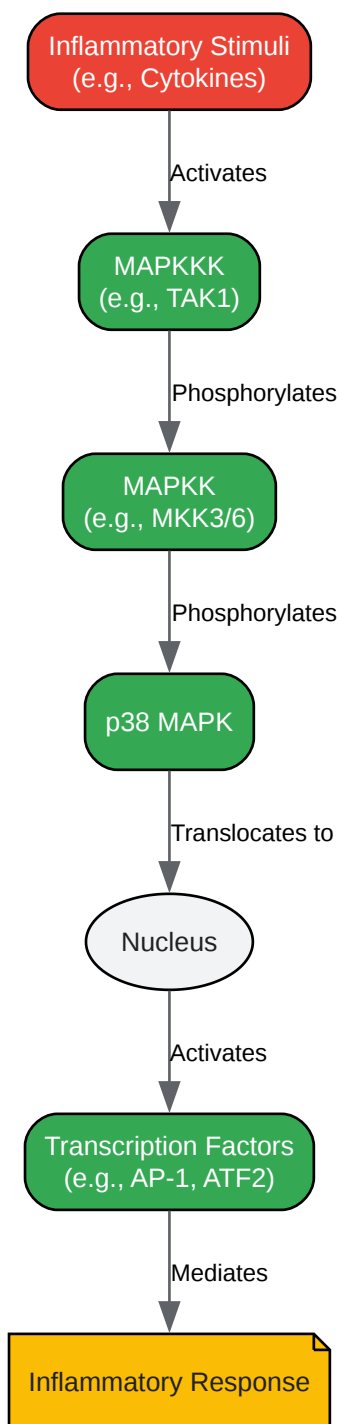 Inflammatory Stimuli
(e.g., Cytokines)
Activates
MAPKKK
(e.g., TAK1)
Phosphorylates
MAPKK
(e.g., MKK3/6)
Phosphorylates
p38 MAPK
Translocates to
Nucleus
Activates
Transcription Factors
(e.g., AP-1, ATF2)
Mediates
Inflammatory Response